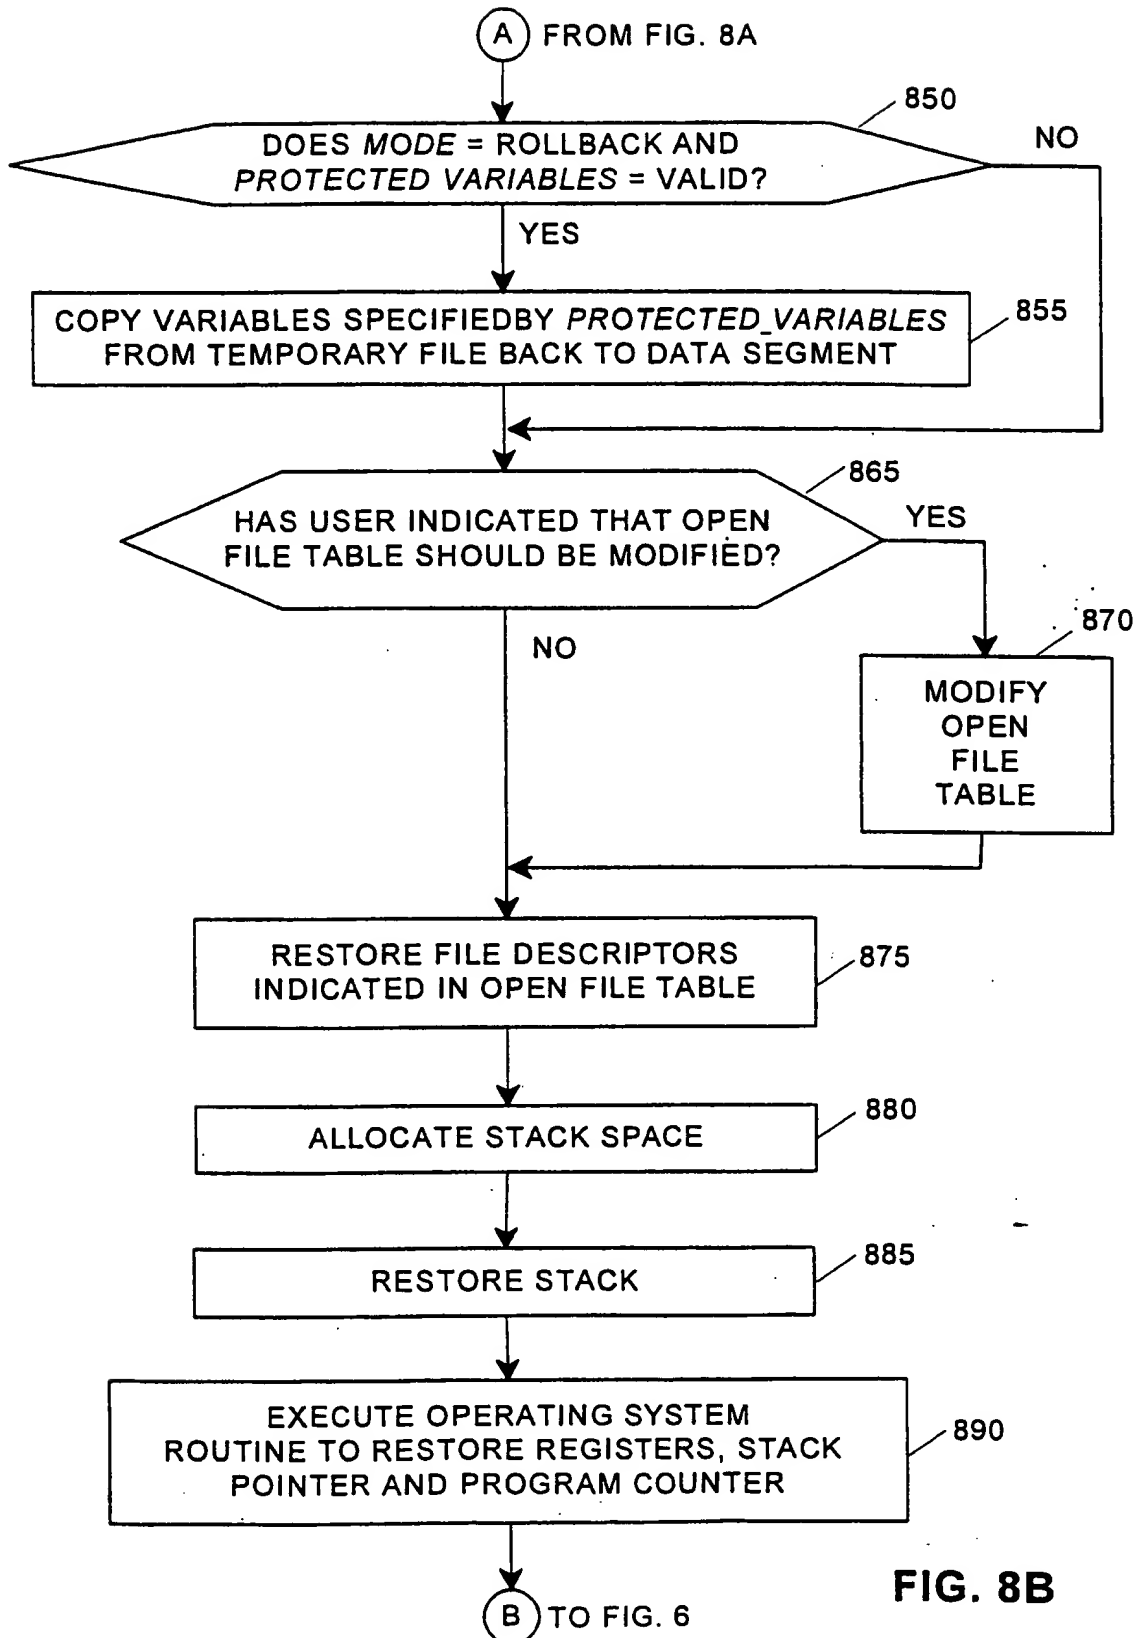 A FROM FIG. 8A
850
DOES MODE = ROLLBACK AND
PROTECTED VARIABLES = VALID?
NO
YES
COPY VARIABLES SPECIFIEDBY PROTECTED_VARIABLES
FROM TEMPORARY FILE BACK TO DATA SEGMENT
855
865
HAS USER INDICATED THAT OPEN
FILE TABLE SHOULD BE MODIFIED?
YES
NO
870
MODIFY
OPEN
FILE
TABLE
RESTORE FILE DESCRIPTORS
INDICATED IN OPEN FILE TABLE
875
ALLOCATE STACK SPACE
880
RESTORE STACK
885
EXECUTE OPERATING SYSTEM
ROUTINE TO RESTORE REGISTERS, STACK
POINTER AND PROGRAM COUNTER
890
B TO FIG. 6
FIG. 8B